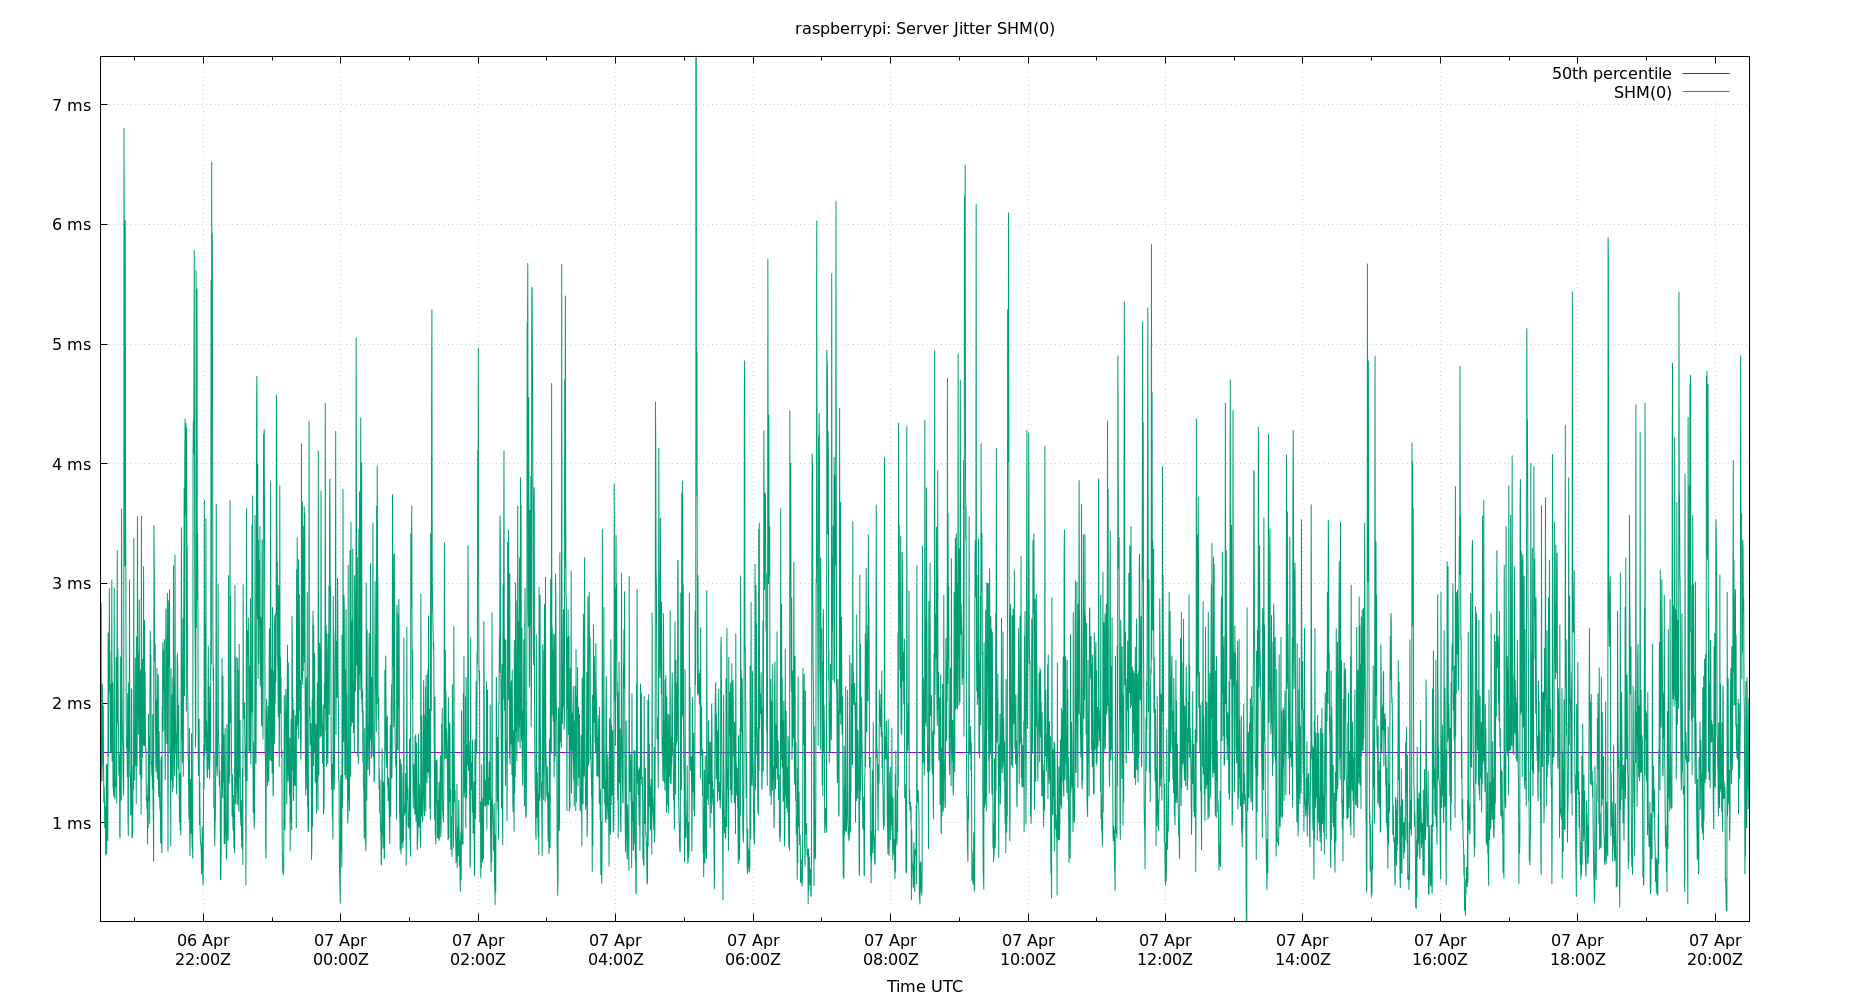 raspberrypi: Server Jitter SHM(0)
50th percentile
SHM(0)
7 ms
6 ms
5 ms
4 ms
3 ms
2 ms
1 ms
06 Apr 07 Apr 07 Apr 07 Apr 07 Apr 07 Apr 07 Apr 07 Apr 07 Apr 07 Apr 07 Apr 07 Apr
22:00Z 00:00Z 02:00Z 04:00Z 06:00Z 08:00Z 10:00Z 12:00Z 14:00Z 16:00Z 18:00Z 20:00Z
Time UTC